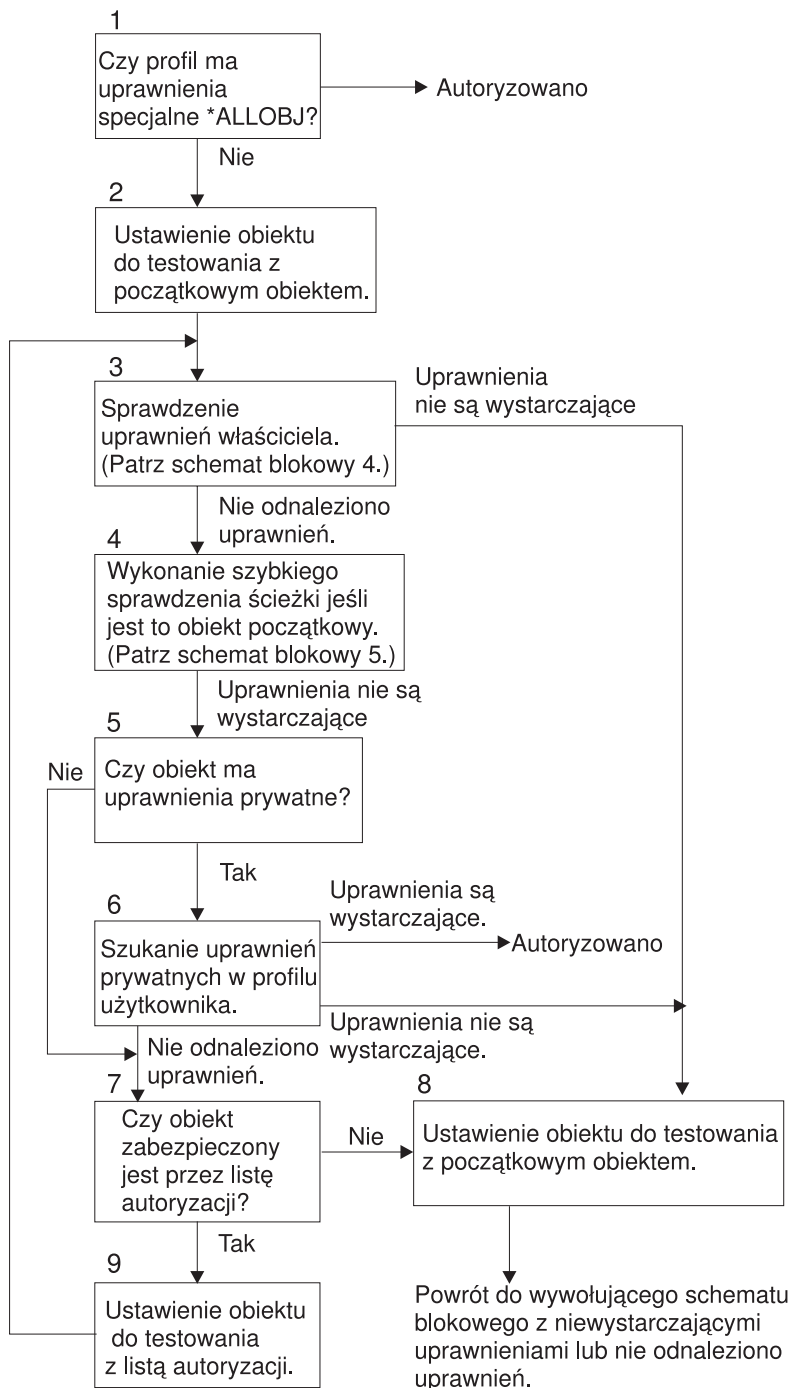 1
Czy profil ma
uprawnienia
specjalne *ALLOBJ?
Autoryzowano
Nie
2
Ustawienie obiektu
do testowania z
początkowym obiektem.
3
Sprawdzenie
uprawnień właściciela.
(Patrz schemat blokowy 4.)
Uprawnienia
nie są wystarczające
Nie odnaleziono
uprawnień.
4
Wykonanie szybkiego
sprawdzenia ścieżki jeśli
jest to obiekt początkowy.
(Patrz schemat blokowy 5.)
Uprawnienia nie są
wystarczające
5
Nie
Czy obiekt ma
uprawnienia prywatne?
Tak
6
Uprawnienia są
wystarczające.
Szukanie uprawnień
prywatnych w profilu
użytkownika.
Autoryzowano
Uprawnienia nie są
wystarczające.
Nie odnaleziono
uprawnień.
7
Czy obiekt
zabezpieczony
jest przez listę
autoryzacji?
Nie
8
Ustawienie obiektu do testowania
z początkowym obiektem.
Tak
9
Ustawienie obiektu
do testowania
z listą autoryzacji.
Powrót do wywołującego schematu
blokowego z niewystarczającymi
uprawnieniami lub nie odnaleziono
uprawnień.